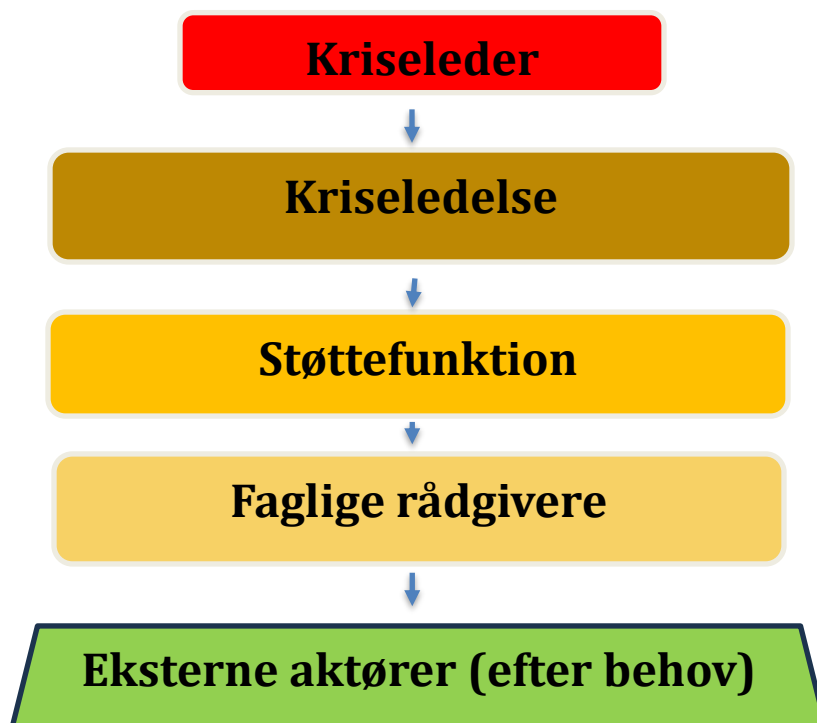 Kriseleder
Kriseledelse
Støttefunktion
Faglige rådgivere
Eksterne aktører (efter behov)